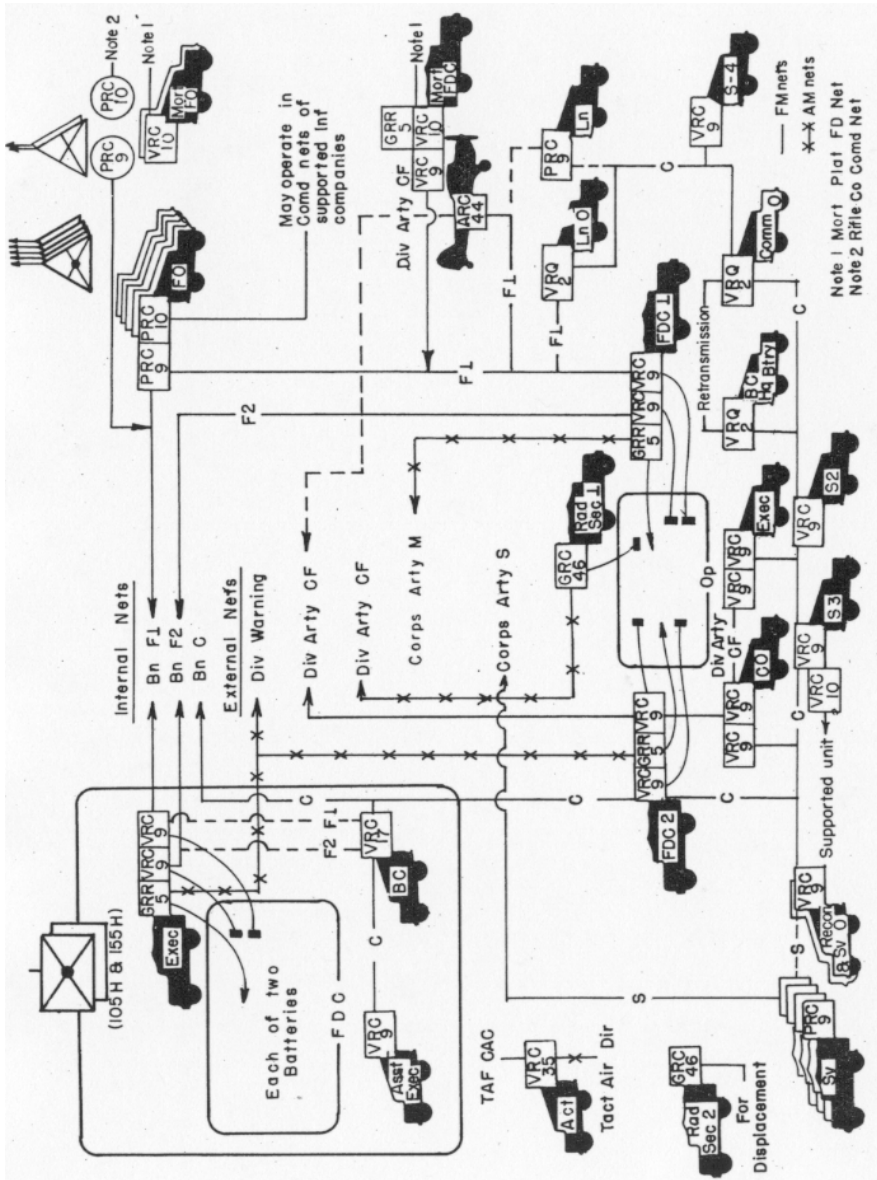 (105H & 155H)
Exec
GRR
5
VRC
9
VRC
9
Each of two
Batteries
FDC
VRC
9
Asst
Exec
C
BC
VRC
17
F2
F1
C
Internal Nets
Bn F1
Bn F2
Bn C
External Nets
Div Warning
Div Arty CF
Div Arty CF
Corps Arty M
Corps Arty S
F2
PRC
9
PRC
10
FO
PRC
9
PRC
10
Note 2
Note 1
VRC
10
Mort
FO
May operate in
Comd nets of
supported Inf
companies
Div Arty CF
GRR
5
VRC
9
VRC
10
Note 1
Mort
FDC
ARC
44
F1
F1
F1
VRQ
2
Ln O
PRC
9
Ln
C
VRC
9
S-4
FM nets
AM nets
Note 1 Mort Plat FD Net
Note 2 Rifle Co Comd Net
GRR
5
VRC
9
VRC
9
FDC 1
GRC
46
Rad
Sec 1
Op
Retransmission
VRQ
2
BC
Hq Btry
VRQ
2
Comm O
C
VRC
9
GRR
5
VRC
9
FDC 2
Div Arty
CF
VRC
9
VRC
9
CO
VRC
9
VRC
9
Exec
C
C
VRC
10
VRC
9
S3
VRC
9
S2
Supported unit
TAF CAC
VRC
35
Act
Tact Air Dir
Rad
Sec 2
GRC
46
For
Displacement
S
PRC
9
Sv
S
VRC
9
Recon
& Sv O